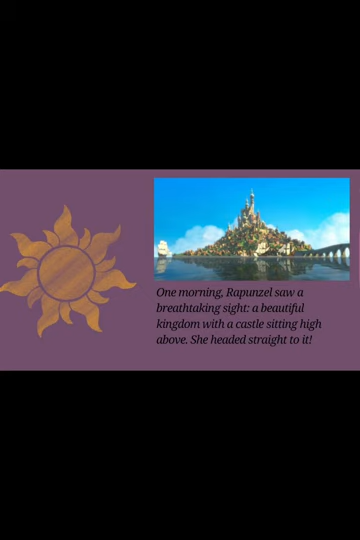 One morning, Rapunzel saw a
breathtaking sight: a beautiful
kingdom with a castle sitting high
above. She headed straight to it!